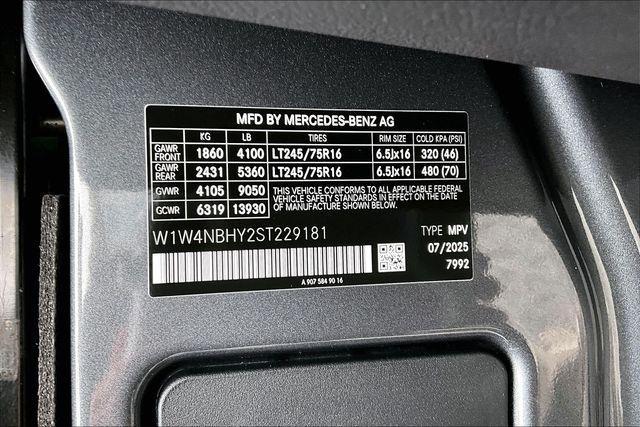 MFD BY MERCEDES-BENZ AG
KG LB TIRES RIM SIZE COLD KPA (PSI)
GAWR FRONT 1860 4100 LT245/75R16 6.5Jx16 320 (46)
GAWR REAR 2431 5360 LT245/75R16 6.5Jx16 480 (70)
GVWR 4105 9050 THIS VEHICLE CONFORMS TO ALL APPLICABLE FEDERAL
MOTOR VEHICLE SAFETY STANDARDS IN EFFECT ON THE DATE
GCWR 6319 13930 OF MANUFACTURE SHOWN ABOVE.
W1W4NBHY2ST229181 TYPE MPV
07/2025
7992
A 907 584 90 16